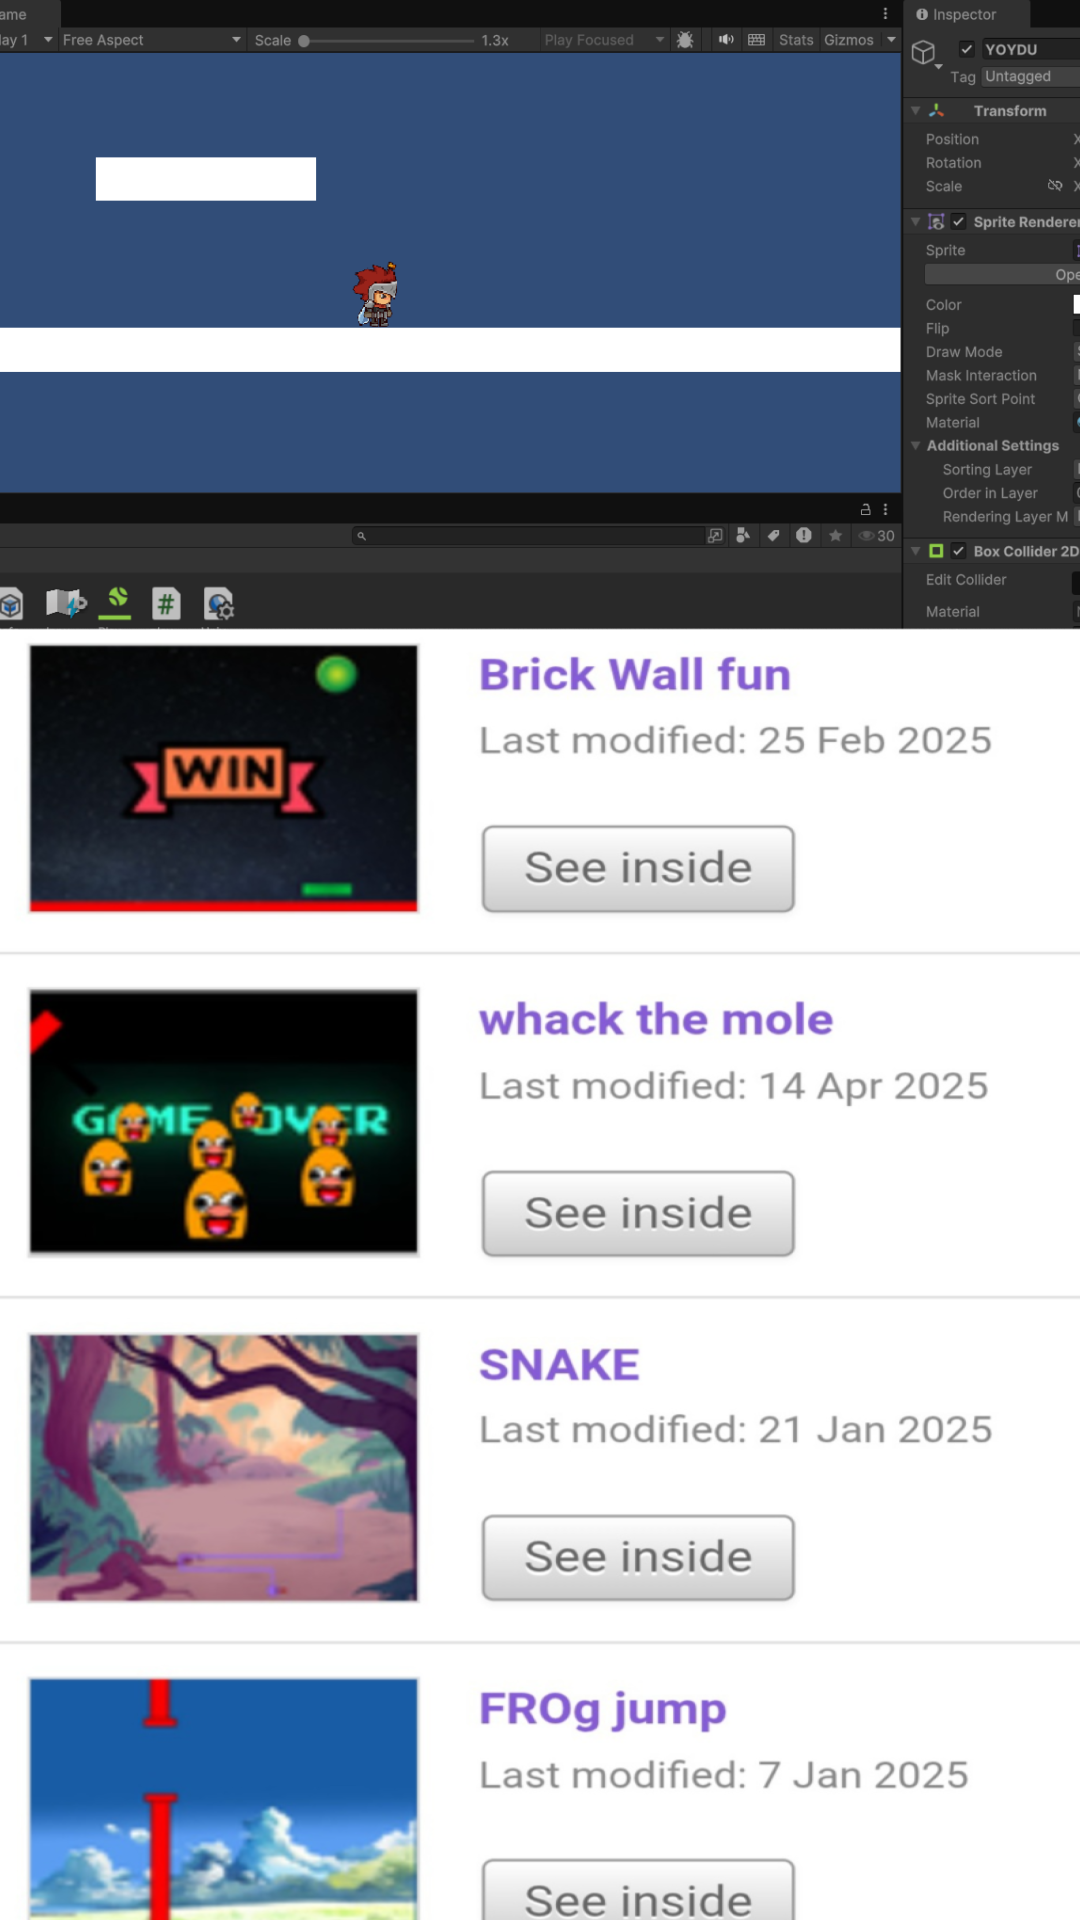 ame
lay 1 Free Aspect Scale 1.3x Play Focused Stats Gizmos
Inspector
YOYDU
Tag Untagged
Transform
Position X
Rotation X
Scale X
Sprite Renderer
Sprite
Ope
Color
Flip
Draw Mode
Mask Interaction
Sprite Sort Point
Material
Additional Settings
Sorting Layer
Order in Layer
Rendering Layer M
30
Box Collider 2D
Edit Collider
Material
WIN
Brick Wall fun
Last modified: 25 Feb 2025
See inside
GAME OVER
whack the mole
Last modified: 14 Apr 2025
See inside
SNAKE
Last modified: 21 Jan 2025
See inside
FROg jump
Last modified: 7 Jan 2025
See inside